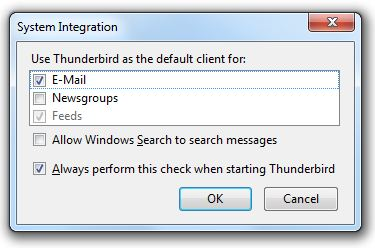 System Integration
Use Thunderbird as the default client for:
E-Mail
Newsgroups
Feeds
Allow Windows Search to search messages
Always perform this check when starting Thunderbird
OK Cancel